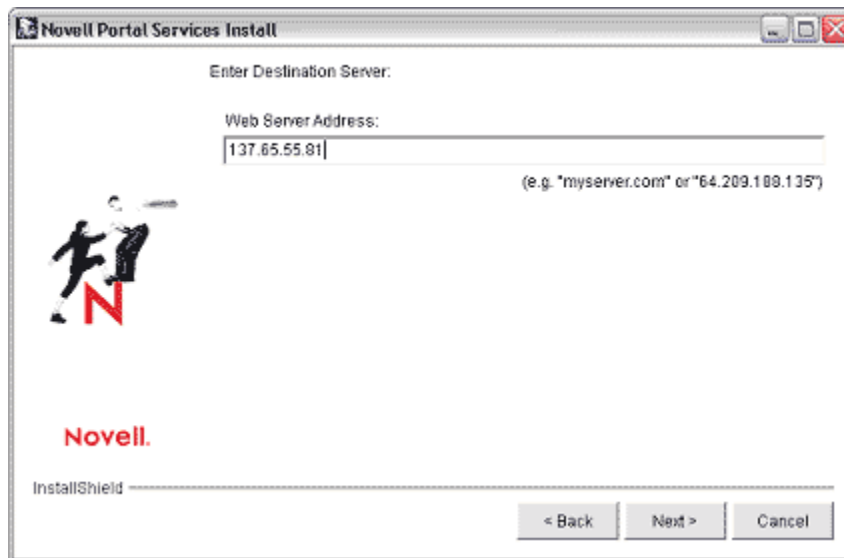 Novell Portal Services Install
Enter Destination Server:
Web Server Address:
137.65.55.81
(e.g. "myserver.com" or "64.209.188.135")
N
Novell.
InstallShield
< Back Next > Cancel